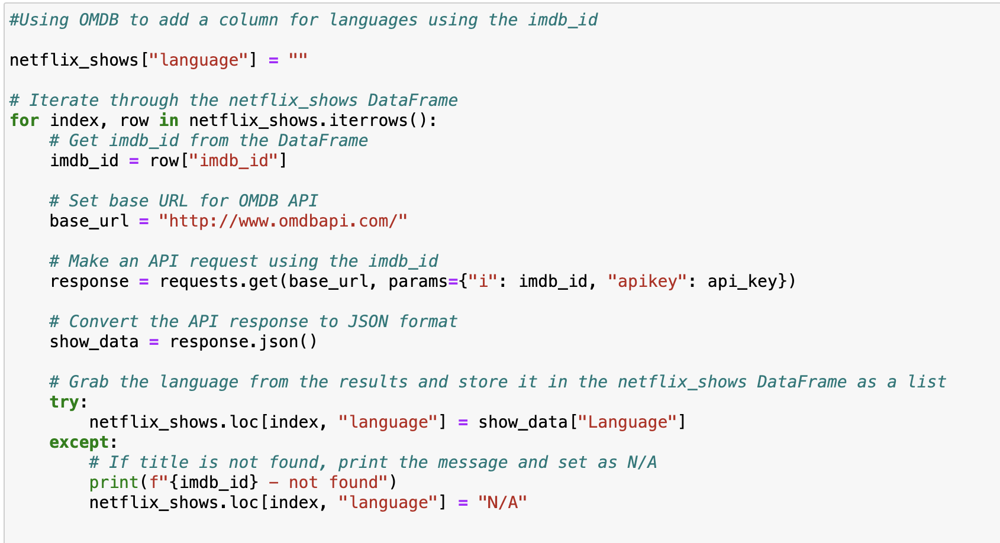 #Using OMDB to add a column for languages using the imdb_id
netflix_shows["language"] = ""
# Iterate through the netflix_shows DataFrame
for index, row in netflix_shows.iterrows():
    # Get imdb_id from the DataFrame
    imdb_id = row["imdb_id"]
    # Set base URL for OMDB API
    base_url = "http://www.omdbapi.com/"
    # Make an API request using the imdb_id
    response = requests.get(base_url, params={"i": imdb_id, "apikey": api_key})
    # Convert the API response to JSON format
    show_data = response.json()
    # Grab the language from the results and store it in the netflix_shows DataFrame as a list
    try:
        netflix_shows.loc[index, "language"] = show_data["Language"]
    except:
        # If title is not found, print the message and set as N/A
        print(f"{imdb_id} - not found")
        netflix_shows.loc[index, "language"] = "N/A"